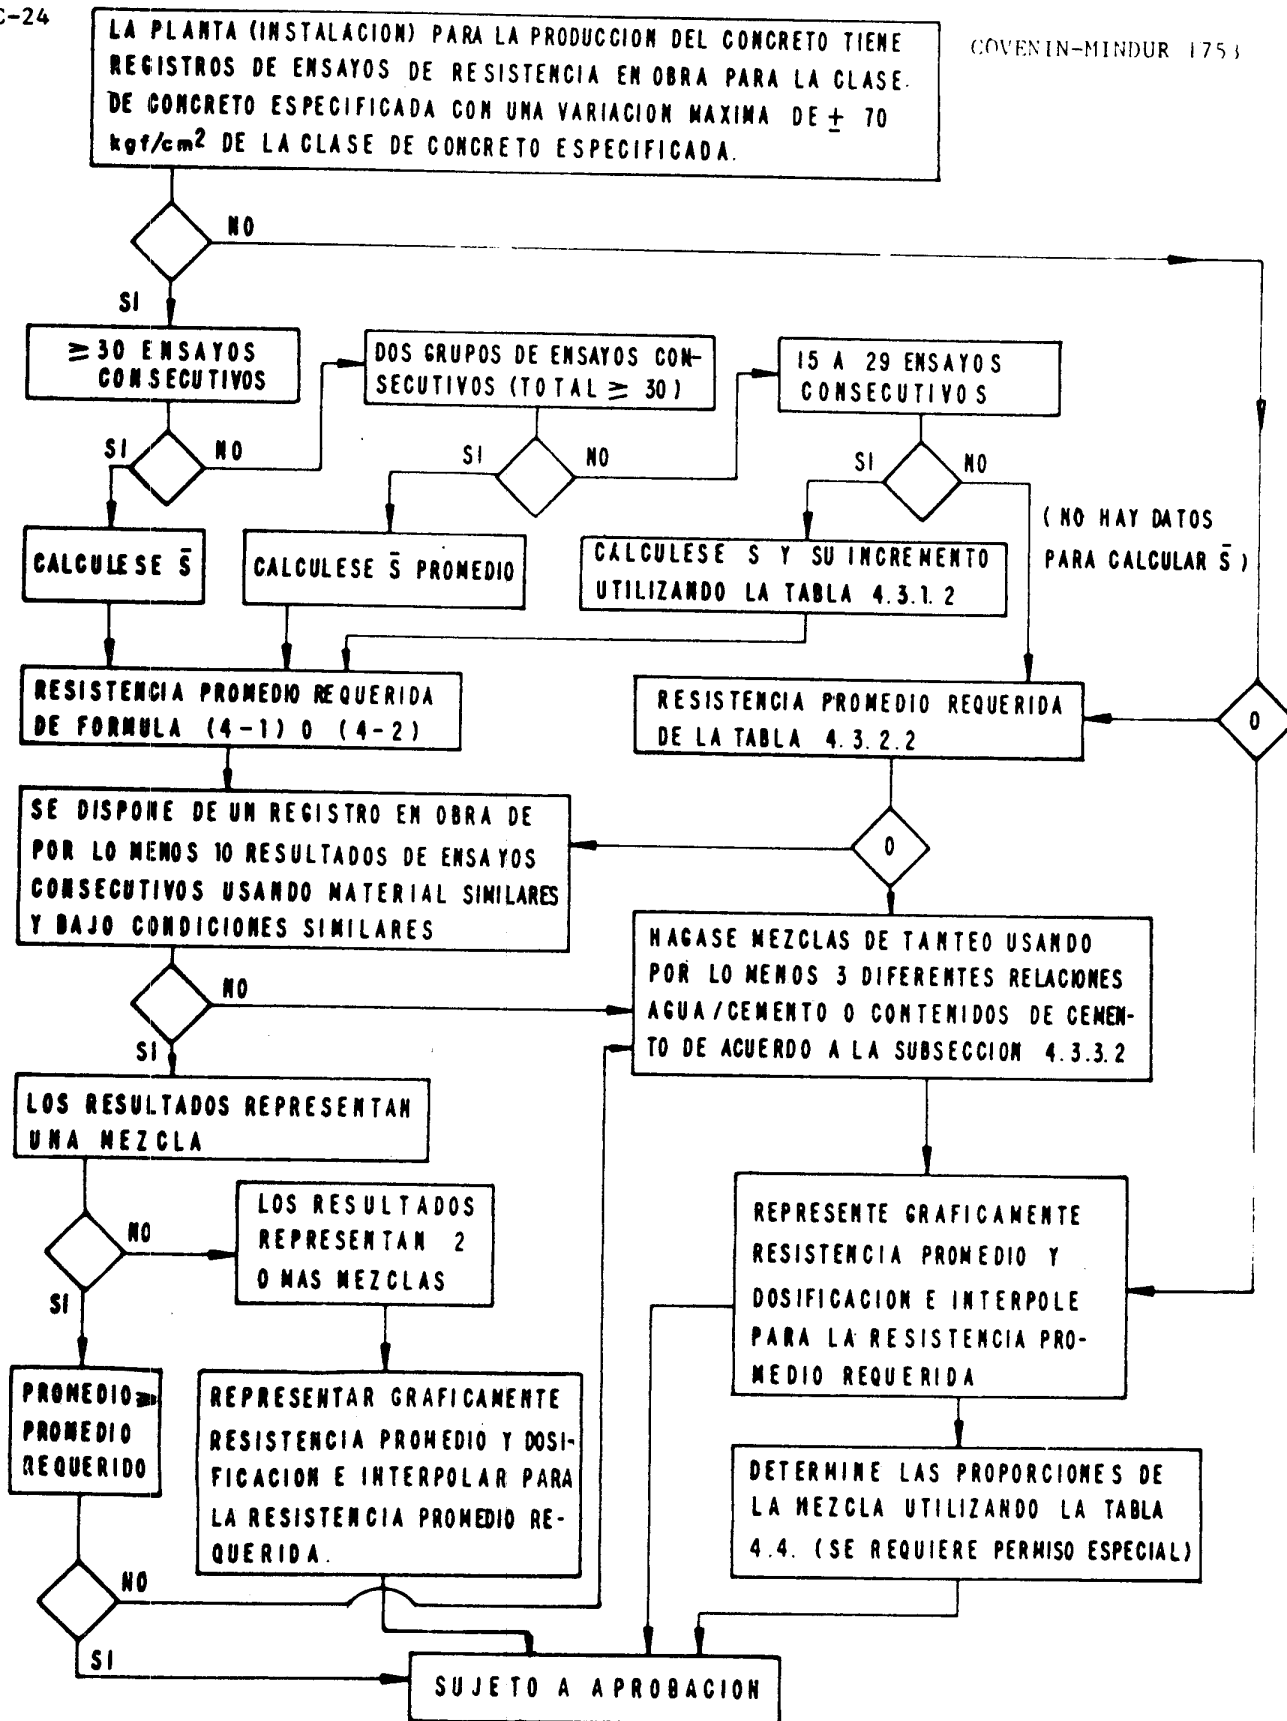 C-24
COVENIN-MINDUR 1753
LA PLANTA (INSTALACION) PARA LA PRODUCCION DEL CONCRETO TIENE
REGISTROS DE ENSAYOS DE RESISTENCIA EN OBRA PARA LA CLASE.
DE CONCRETO ESPECIFICADA CON UNA VARIACION MAXIMA DE ± 70
kgf/cm² DE LA CLASE DE CONCRETO ESPECIFICADA.
NO
SI
≥30 ENSAYOS
CONSECUTIVOS
DOS GRUPOS DE ENSAYOS CON-
SECUTIVOS (TOTAL ≥ 30)
15 A 29 ENSAYOS
CONSECUTIVOS
SI
NO
SI
NO
SI
NO
(NO HAY DATOS
PARA CALCULAR S̄)
CALCULESE S̄
CALCULESE S̄ PROMEDIO
CALCULESE S Y SU INCREMENTO
UTILIZANDO LA TABLA 4.3.1.2
RESISTENCIA PROMEDIO REQUERIDA
DE FORMULA (4-1) O (4-2)
RESISTENCIA PROMEDIO REQUERIDA
DE LA TABLA 4.3.2.2
O
SE DISPONE DE UN REGISTRO EN OBRA DE
POR LO MENOS 10 RESULTADOS DE ENSAYOS
CONSECUTIVOS USANDO MATERIAL SIMILARES
Y BAJO CONDICIONES SIMILARES
O
NO
SI
HAGASE MEZCLAS DE TANTEO USANDO
POR LO MENOS 3 DIFERENTES RELACIONES
AGUA/CEMENTO O CONTENIDOS DE CEMEN-
TO DE ACUERDO A LA SUBSECCION 4.3.3.2
LOS RESULTADOS REPRESENTAN
UNA MEZCLA
NO
SI
LOS RESULTADOS
REPRESENTAN 2
O MAS MEZCLAS
REPRESENTE GRAFICAMENTE
RESISTENCIA PROMEDIO Y
DOSIFICACION E INTERPOLE
PARA LA RESISTENCIA PRO-
MEDIO REQUERIDA
PROMEDIO≥
PROMEDIO
REQUERIDO
REPRESENTAR GRAFICAMENTE
RESISTENCIA PROMEDIO Y DOSI-
FICACION E INTERPOLAR PARA
LA RESISTENCIA PROMEDIO RE-
QUERIDA.
DETERMINE LAS PROPORCIONES DE
LA MEZCLA UTILIZANDO LA TABLA
4.4. (SE REQUIERE PERMISO ESPECIAL)
NO
SI
SUJETO A APROBACION